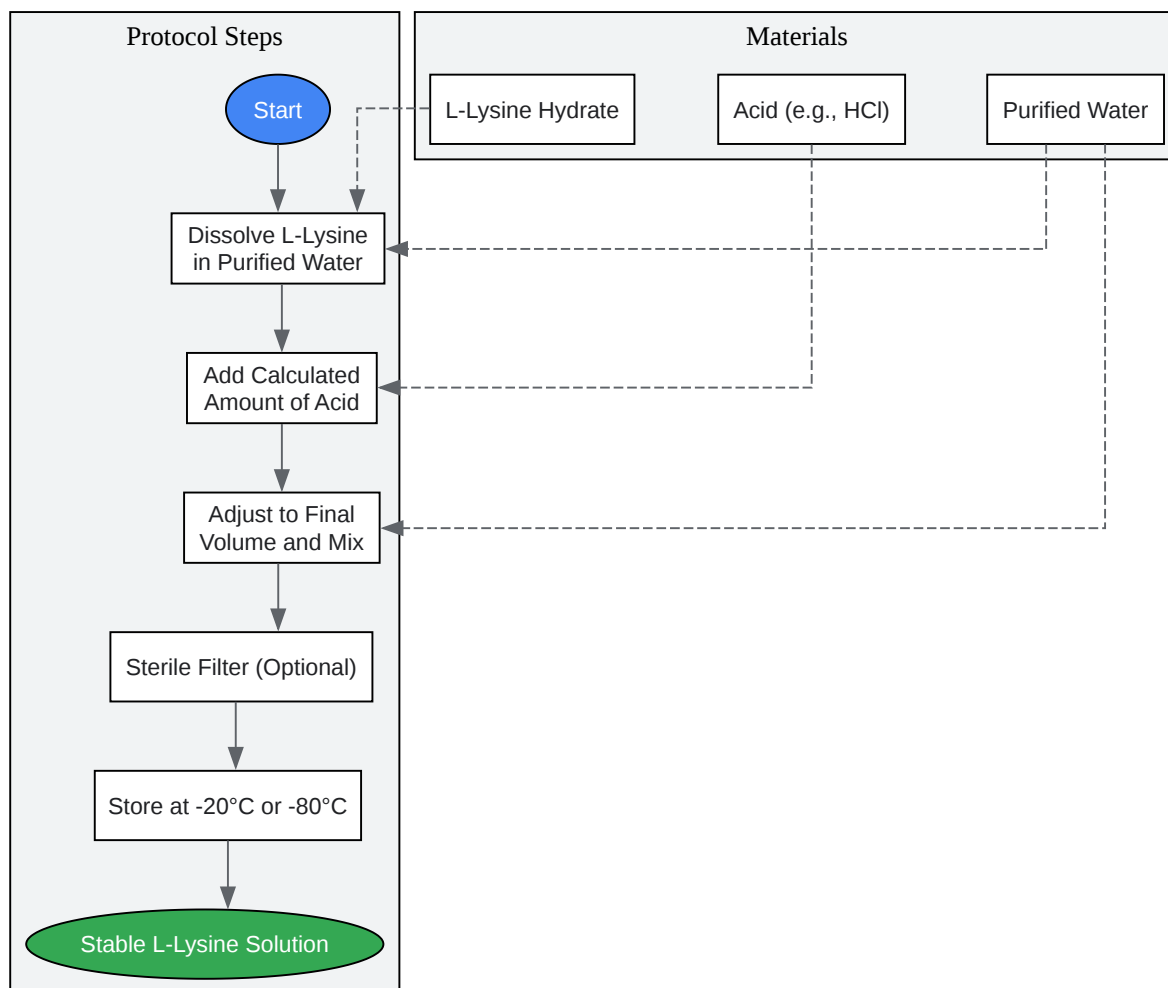 Protocol Steps
Materials
Start
L-Lysine Hydrate
Acid (e.g., HCl)
Purified Water
Dissolve L-Lysine
in Purified Water
Add Calculated
Amount of Acid
Adjust to Final
Volume and Mix
Sterile Filter (Optional)
Store at -20°C or -80°C
Stable L-Lysine Solution